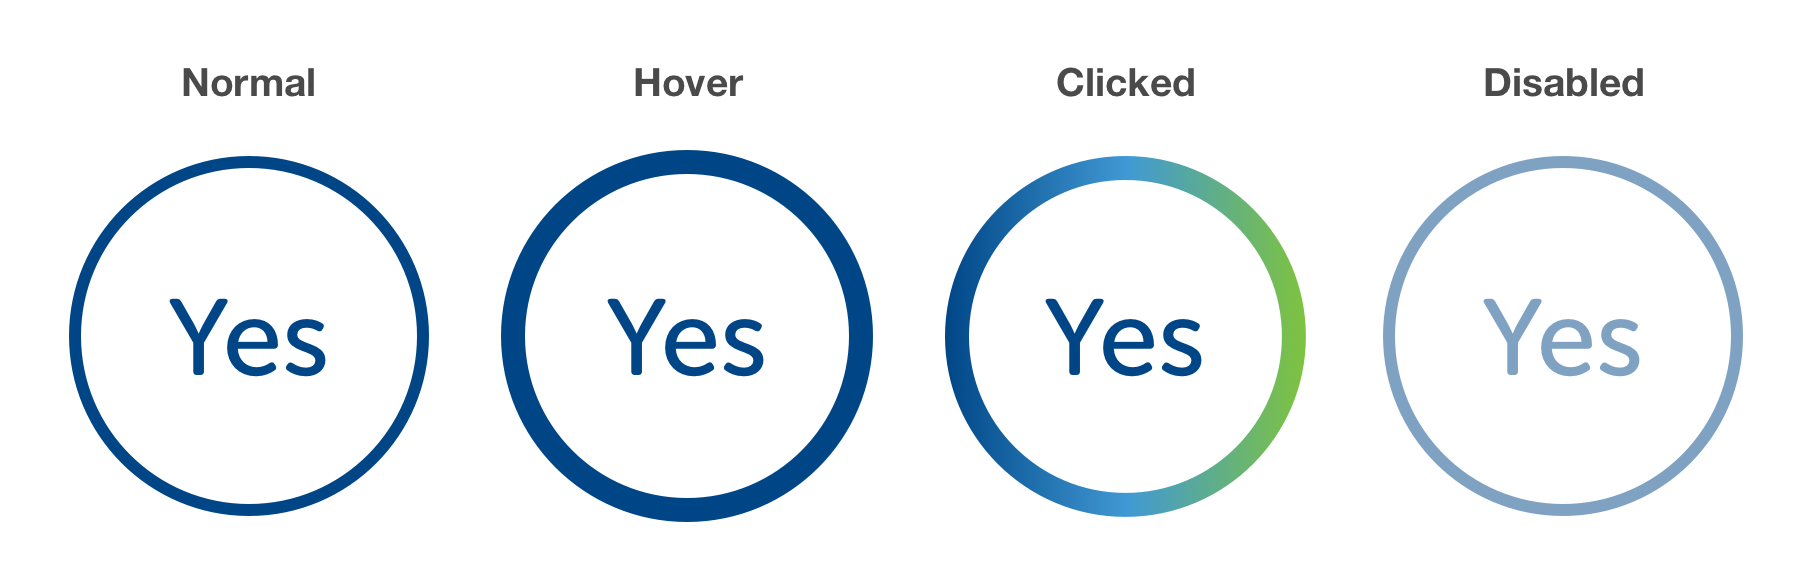 Normal Hover Clicked Disabled
Yes Yes Yes Yes